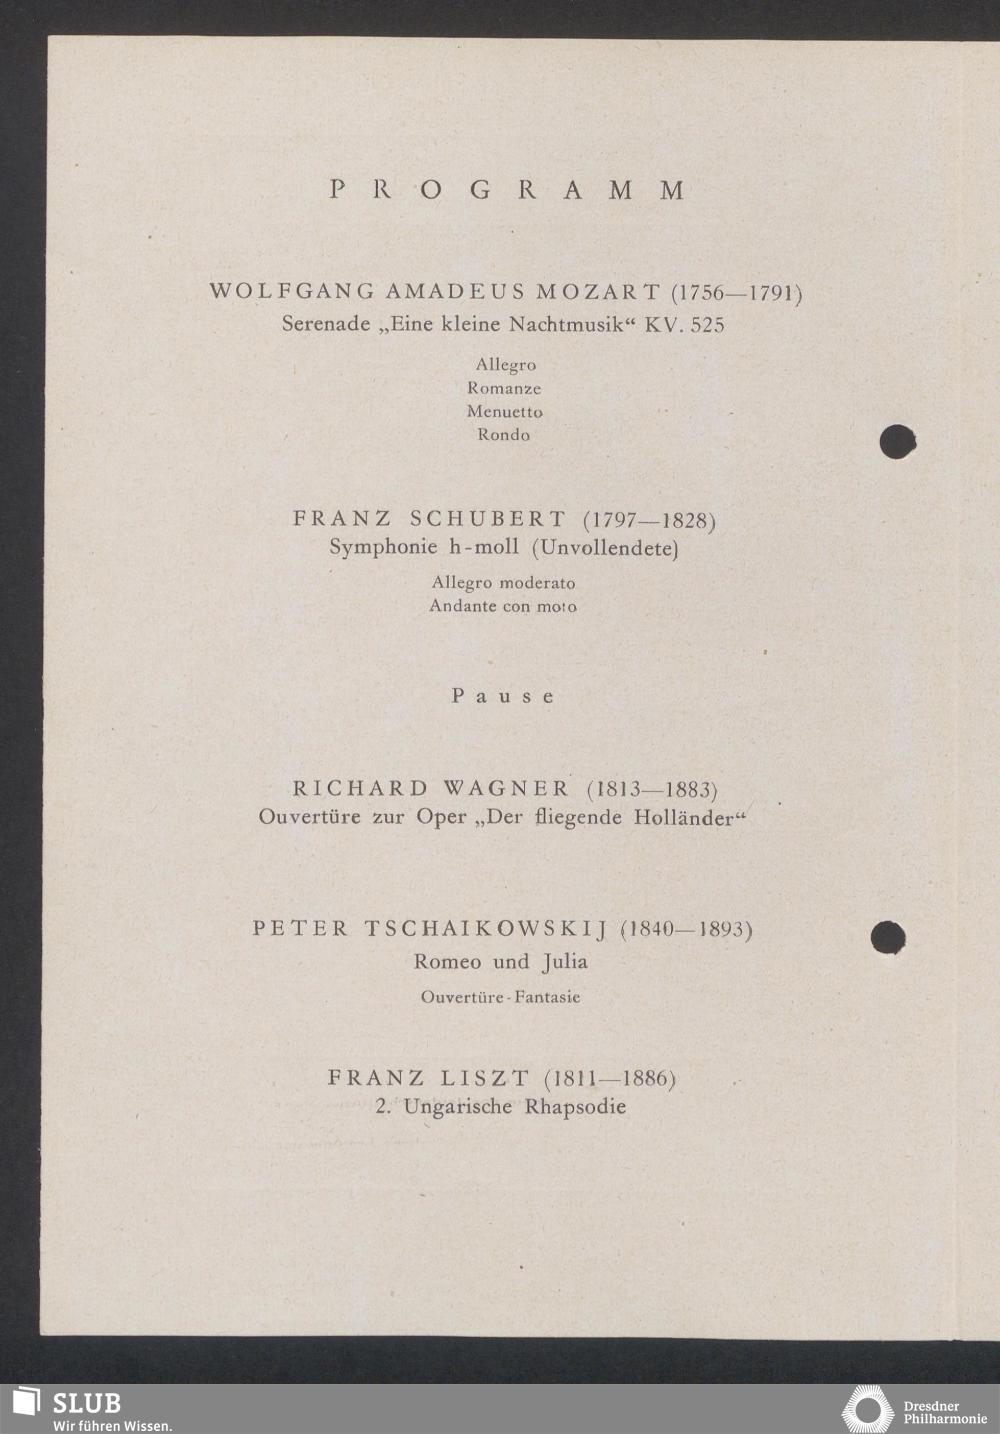 PROGRAMM
WOLFGANG AMADEUS MOZART (1756—1791)
Serenade „Eine kleine Nachtmusik“ KV. 525
Allegro
Romanze
Menuetto
Rondo
FRANZ SCHUBERT (1797—1828)
Symphonie h-moll (Unvollendete)
Allegro moderato
Andante con moto
Pause
RICHARD WAGNER (1813—1883)
Ouvertüre zur Oper „Der fliegende Holländer“
PETER TSCHAIKOWSKIJ (1840—1893)
Romeo und Julia
Ouvertüre-Fantasie
FRANZ LISZT (1811—1886)
2. Ungarische Rhapsodie
SLUB
Wir führen Wissen.
Dresdner
Philharmonie